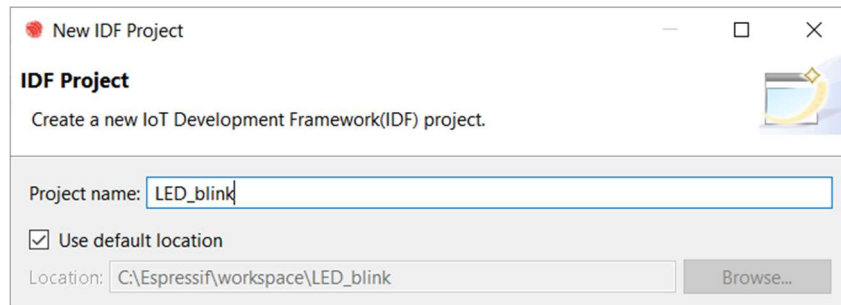 New IDF Project
IDF Project
Create a new IoT Development Framework(IDF) project.
Project name: LED_blink
Use default location
Location: C:\Espressif\workspace\LED_blink Browse...